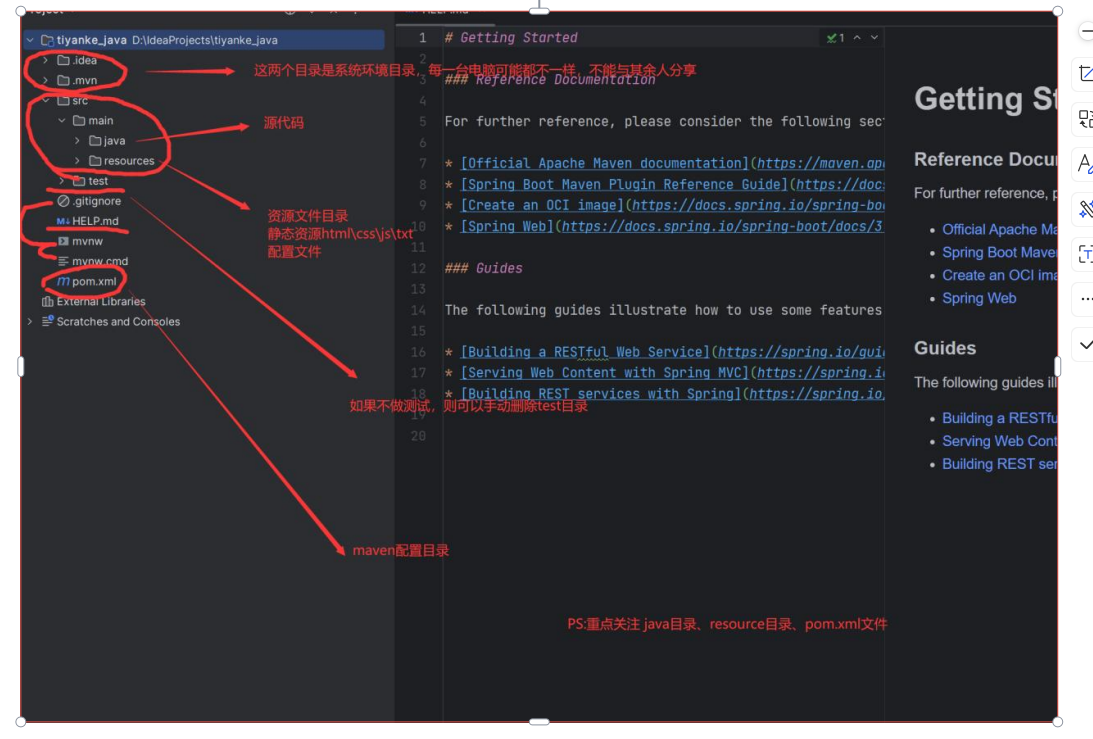 tiyanke_java D:\IdeaProjects\tiyanke_java
.idea
.mvn
src
main
java
resources
test
.gitignore
HELP.md
mvnw
mvnw.cmd
pom.xml
External Libraries
Scratches and Consoles
这两个目录是系统环境目录，每一台电脑可能都不一样，不能与其余人分享
源代码
资源文件目录
静态资源html\css\js\txt
配置文件
如果不做测试，则可以手动删除test目录
maven配置目录
PS:重点关注 java目录、resource目录、pom.xml文件
1 # Getting Started
1
2
3 ### Reference Documentation
4
5 For further reference, please consider the following sec
6
7 * [Official Apache Maven documentation](https://maven.apa
8 * [Spring Boot Maven Plugin Reference Guide](https://docs
9 * [Create an OCI image](https://docs.spring.io/spring-boo
10 * [Spring Web](https://docs.spring.io/spring-boot/docs/3
11
12 ### Guides
13
14 The following guides illustrate how to use some features
15
16 * [Building a RESTful Web Service](https://spring.io/gui
17 * [Serving Web Content with Spring MVC](https://spring.i
18 * [Building REST services with Spring](https://spring.io
19
20
Getting St
Reference Docu
For further reference, p
Official Apache Ma
Spring Boot Maven
Create an OCI ima
Spring Web
Guides
The following guides ill
Building a RESTfu
Serving Web Cont
Building REST ser